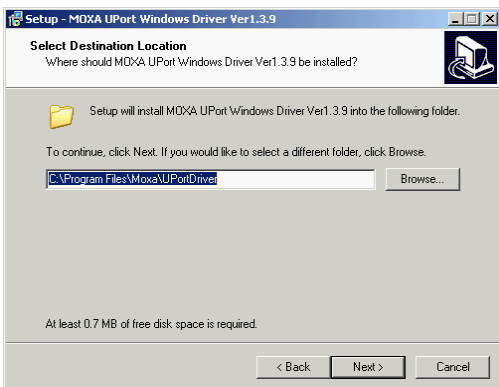 Setup - MOXA UPort Windows Driver Ver1.3.9
Select Destination Location
Where should MOXA UPort Windows Driver Ver1.3.9 be installed?
Setup will install MOXA UPort Windows Driver Ver1.3.9 into the following folder.
To continue, click Next. If you would like to select a different folder, click Browse.
C:\Program Files\Moxa\UPortDriver
Browse...
At least 0.7 MB of free disk space is required.
< Back
Next >
Cancel